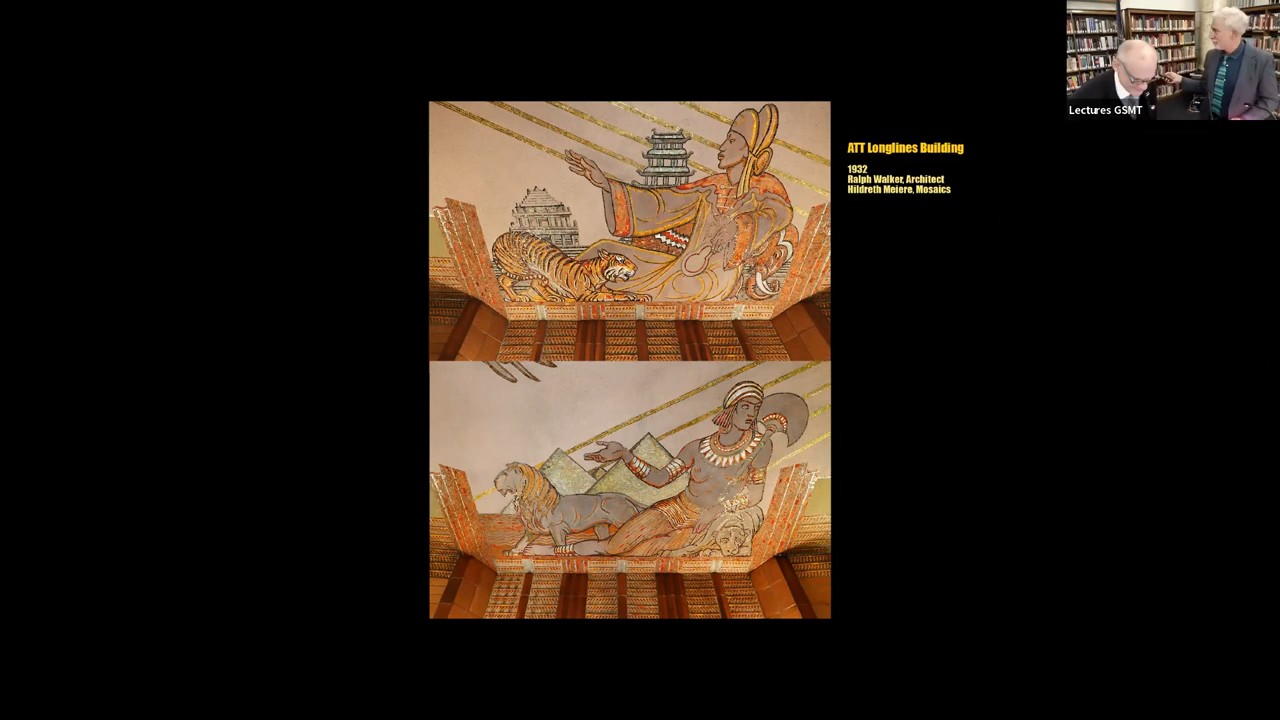 Lectures GSMT
ATT Longlines Building
1932
Ralph Walker, Architect
Hildreth Meiere, Mosaics